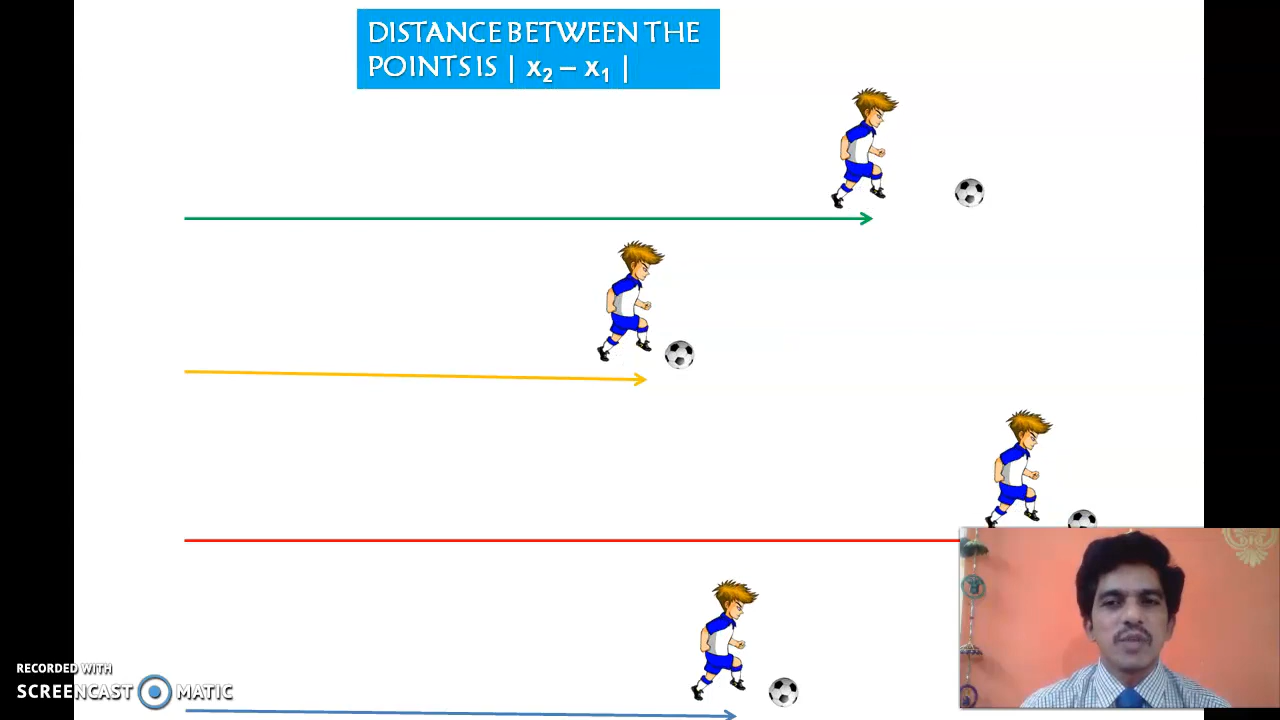 DISTANCE BETWEEN THE
POINTS IS | x₂ – x₁ |
RECORDED WITH
SCREENCAST MATIC